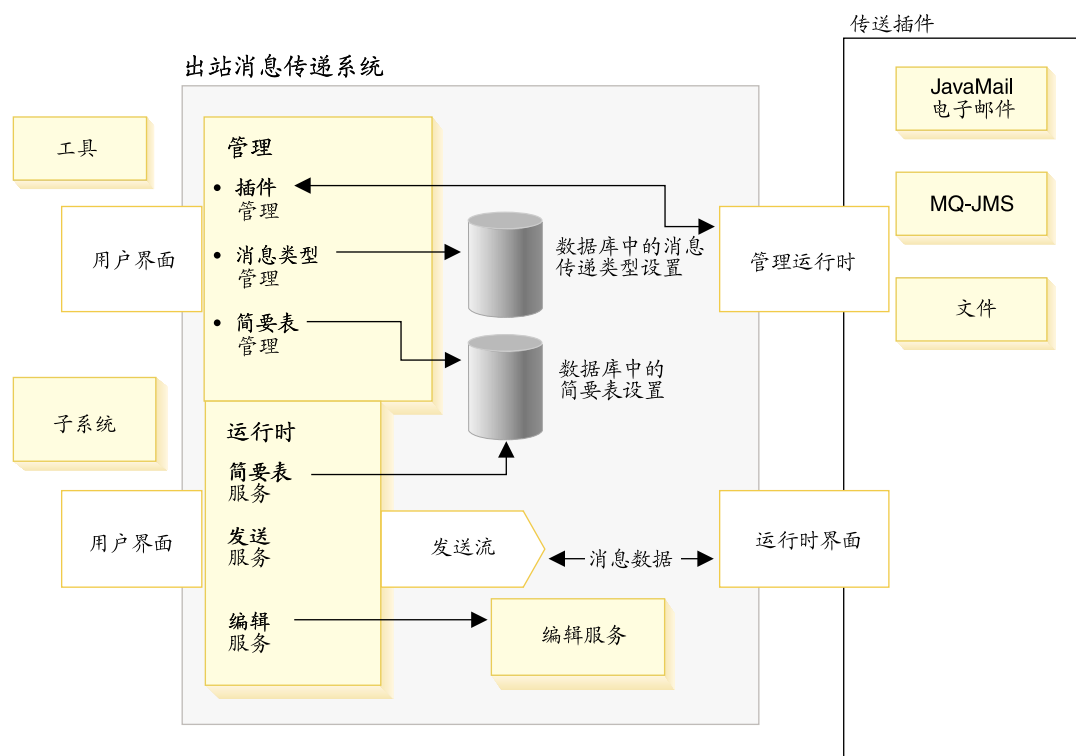 传送插件
出站消息传递系统
JavaMail
电子邮件
工具
管理
• 插件
管理
MQ-JMS
用户界面
• 消息类型
管理
数据库中的消息
传递类型设置
管理运行时
• 简要表
管理
文件
数据库中的
简要表设置
子系统
运行时
简要表
服务
用户界面
发送
服务
发送流
消息数据
运行时界面
编辑
服务
编辑服务